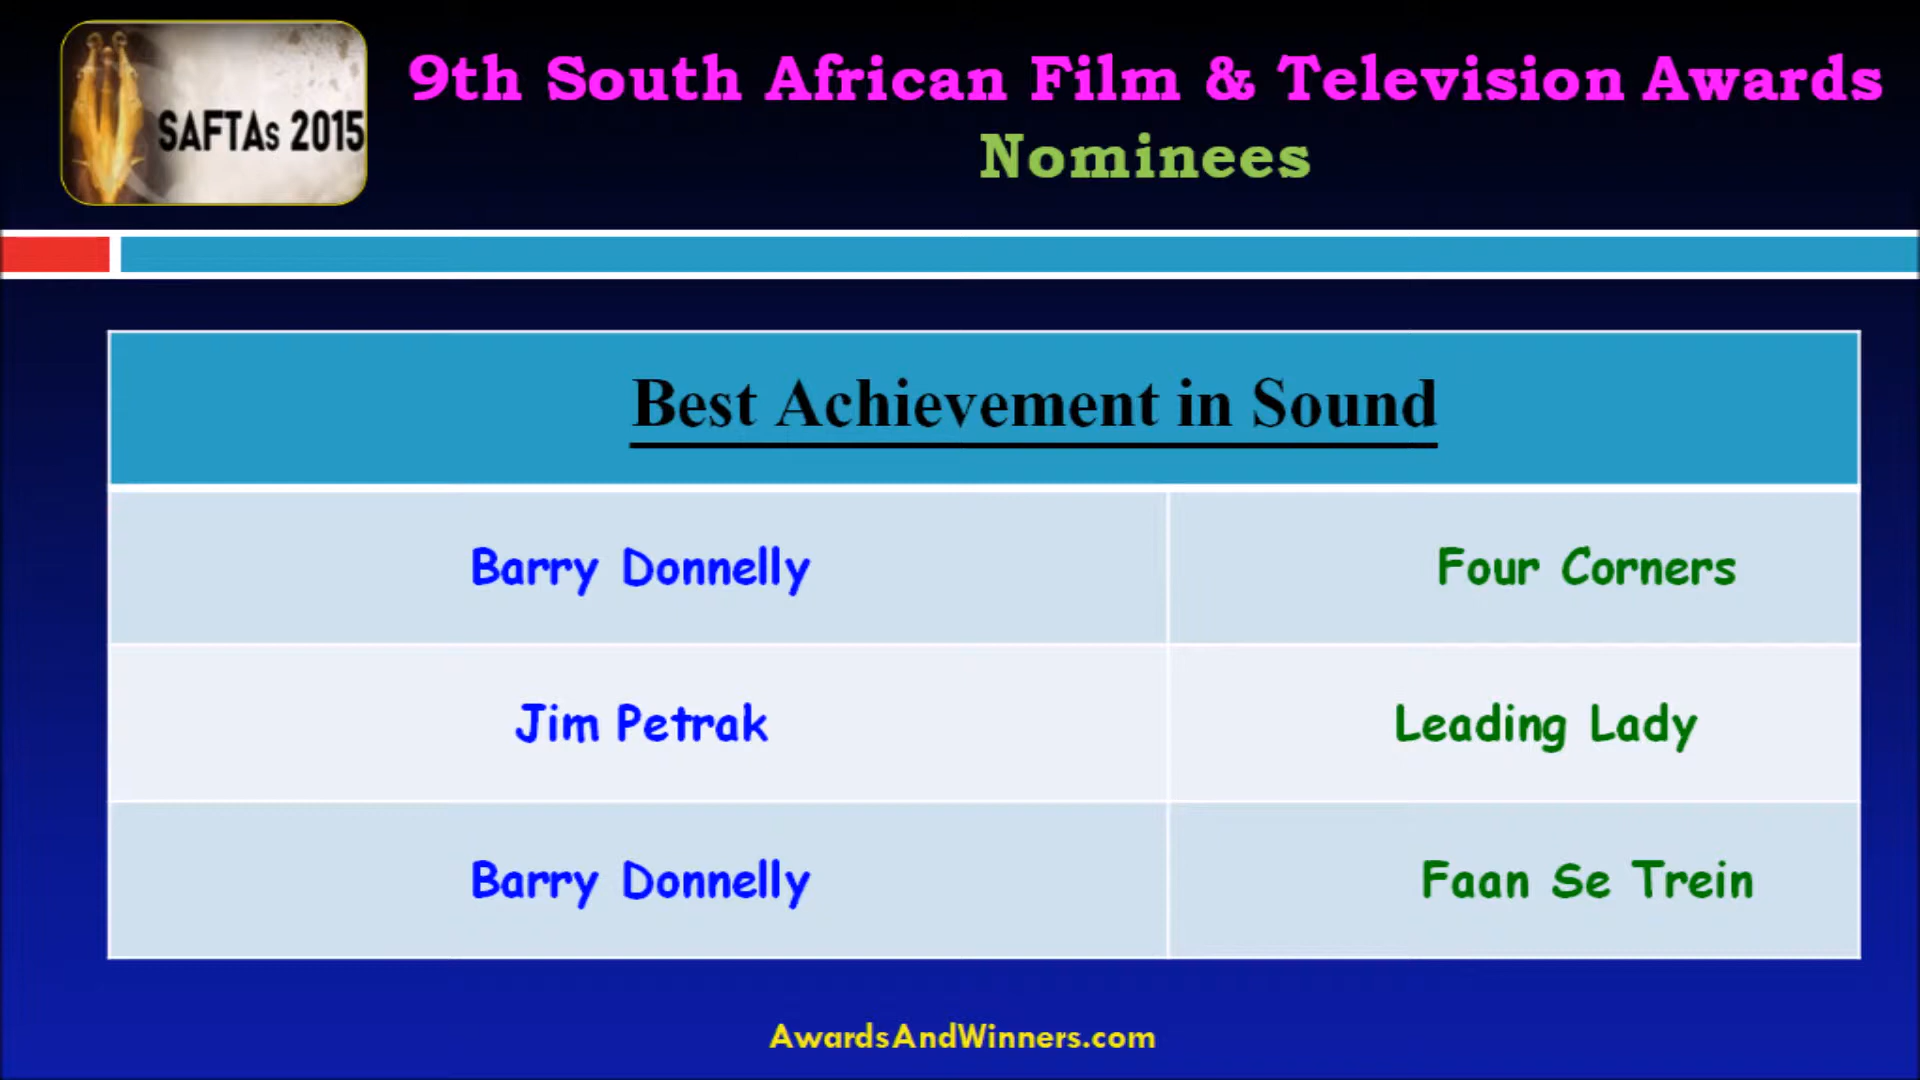 SAFTAs 2015
9th South African Film & Television Awards
Nominees
Best Achievement in Sound
Barry Donnelly Four Corners
Jim Petrak Leading Lady
Barry Donnelly Faan Se Trein
AwardsAndWinners.com